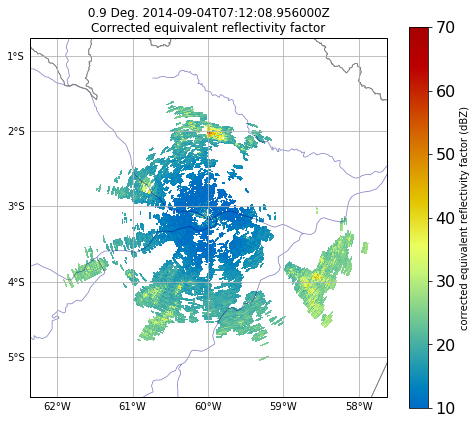 0.9 Deg. 2014-09-04T07:12:08.956000Z
Corrected equivalent reflectivity factor
1°S
2°S
3°S
4°S
5°S
62°W 61°W 60°W 59°W 58°W
70
60
50
40
30
20
10
corrected equivalent reflectivity factor (dBZ)